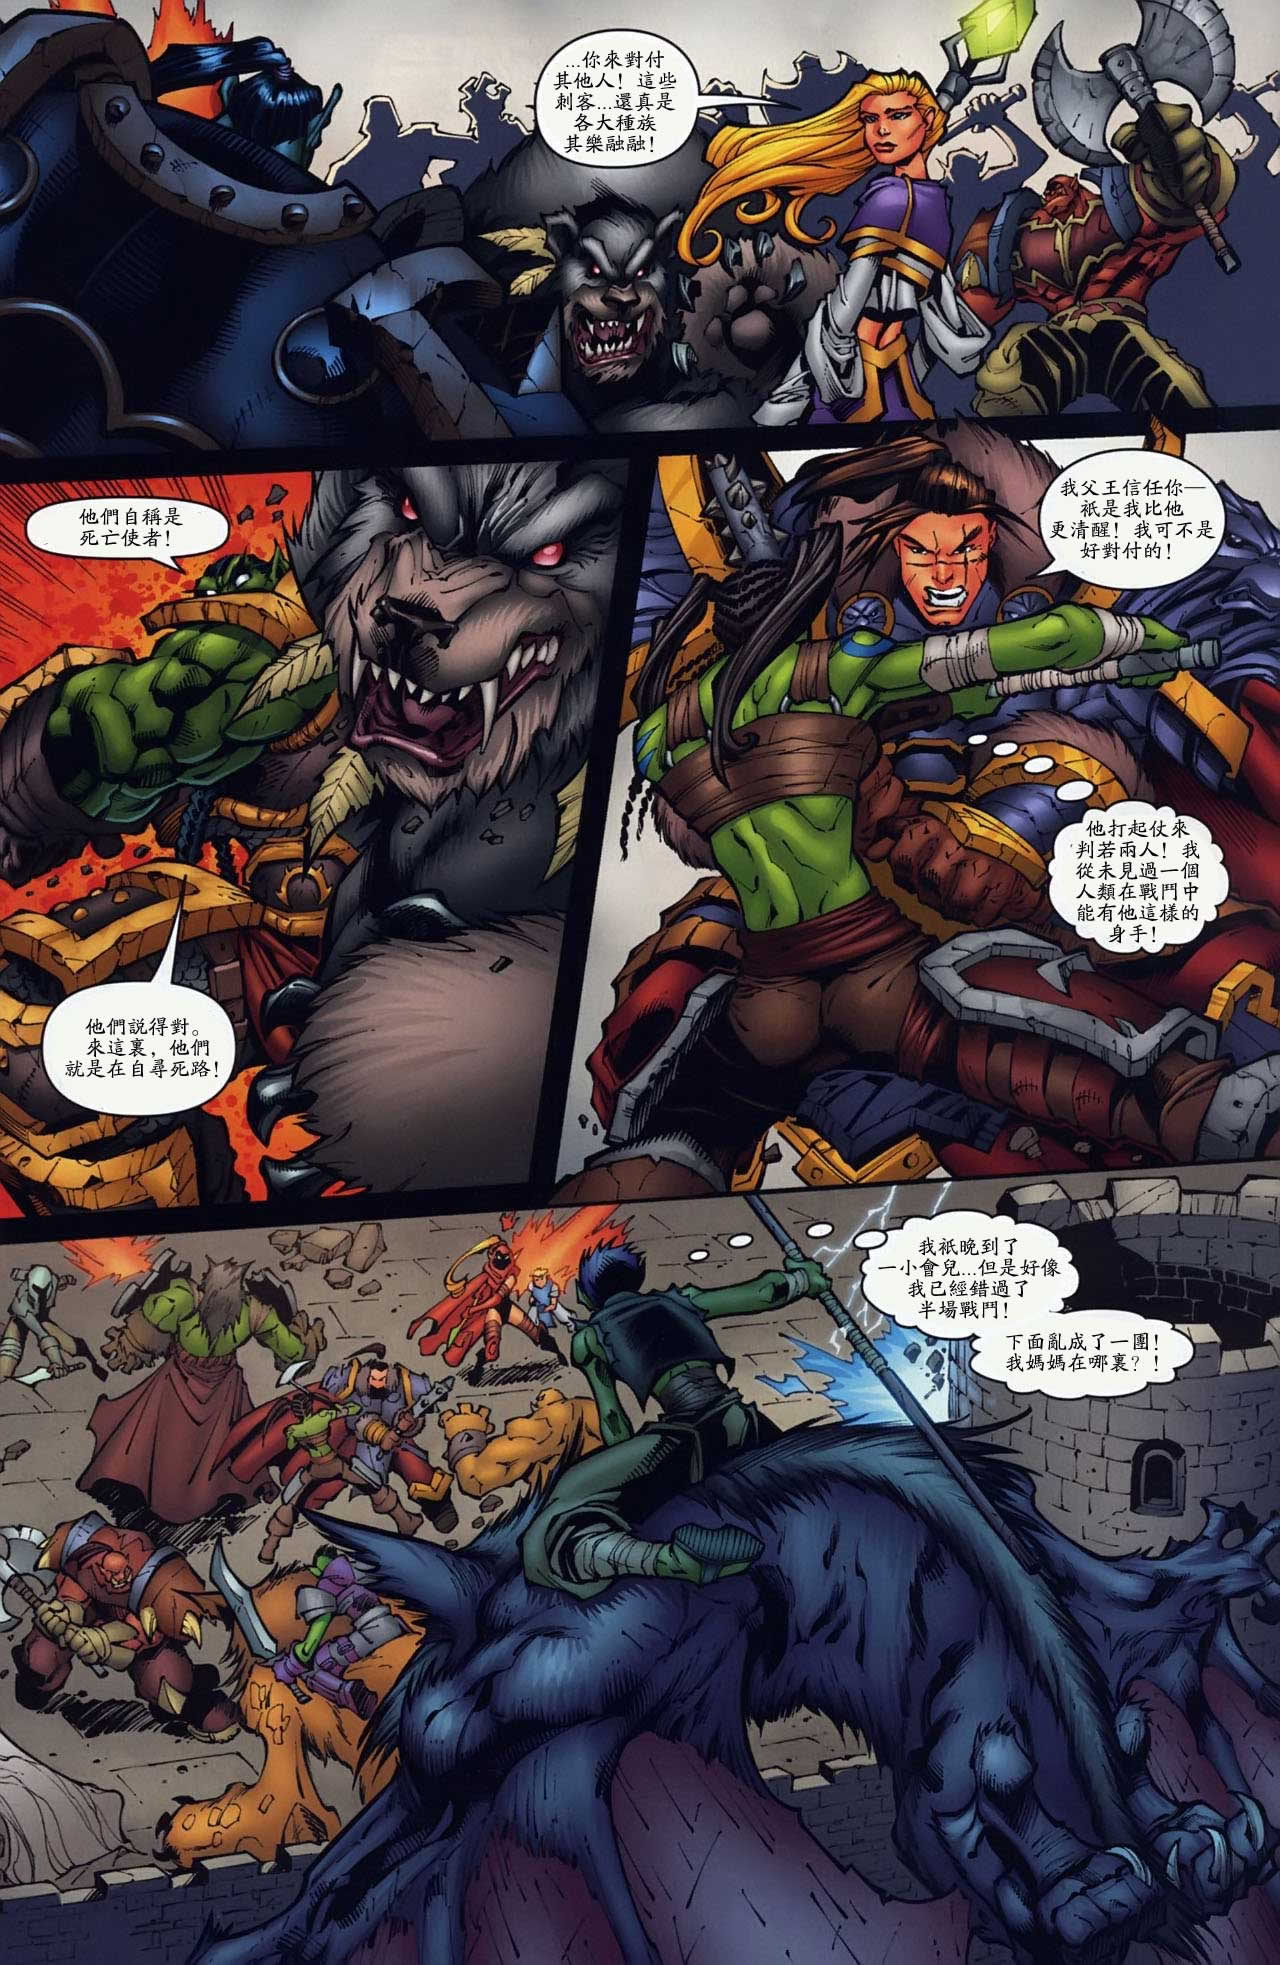 …你來對付
其他人！這些
刺客…還真是
各大種族
其樂融融！
他們自稱是
死亡使者！
他們說得對。
來這裏，他們
就是在自尋死路！
我父王信任你—
衹是我比他
更清醒！我可不是
好對付的！
他打起仗來
判若兩人！我
從未見過一個
人類在戰鬥中
能有他這樣的
身手！
我衹晚到了
一小會兒…但是好像
我已經錯過了
半場戰鬥！
下面亂成了一團！
我媽媽在哪裏？！